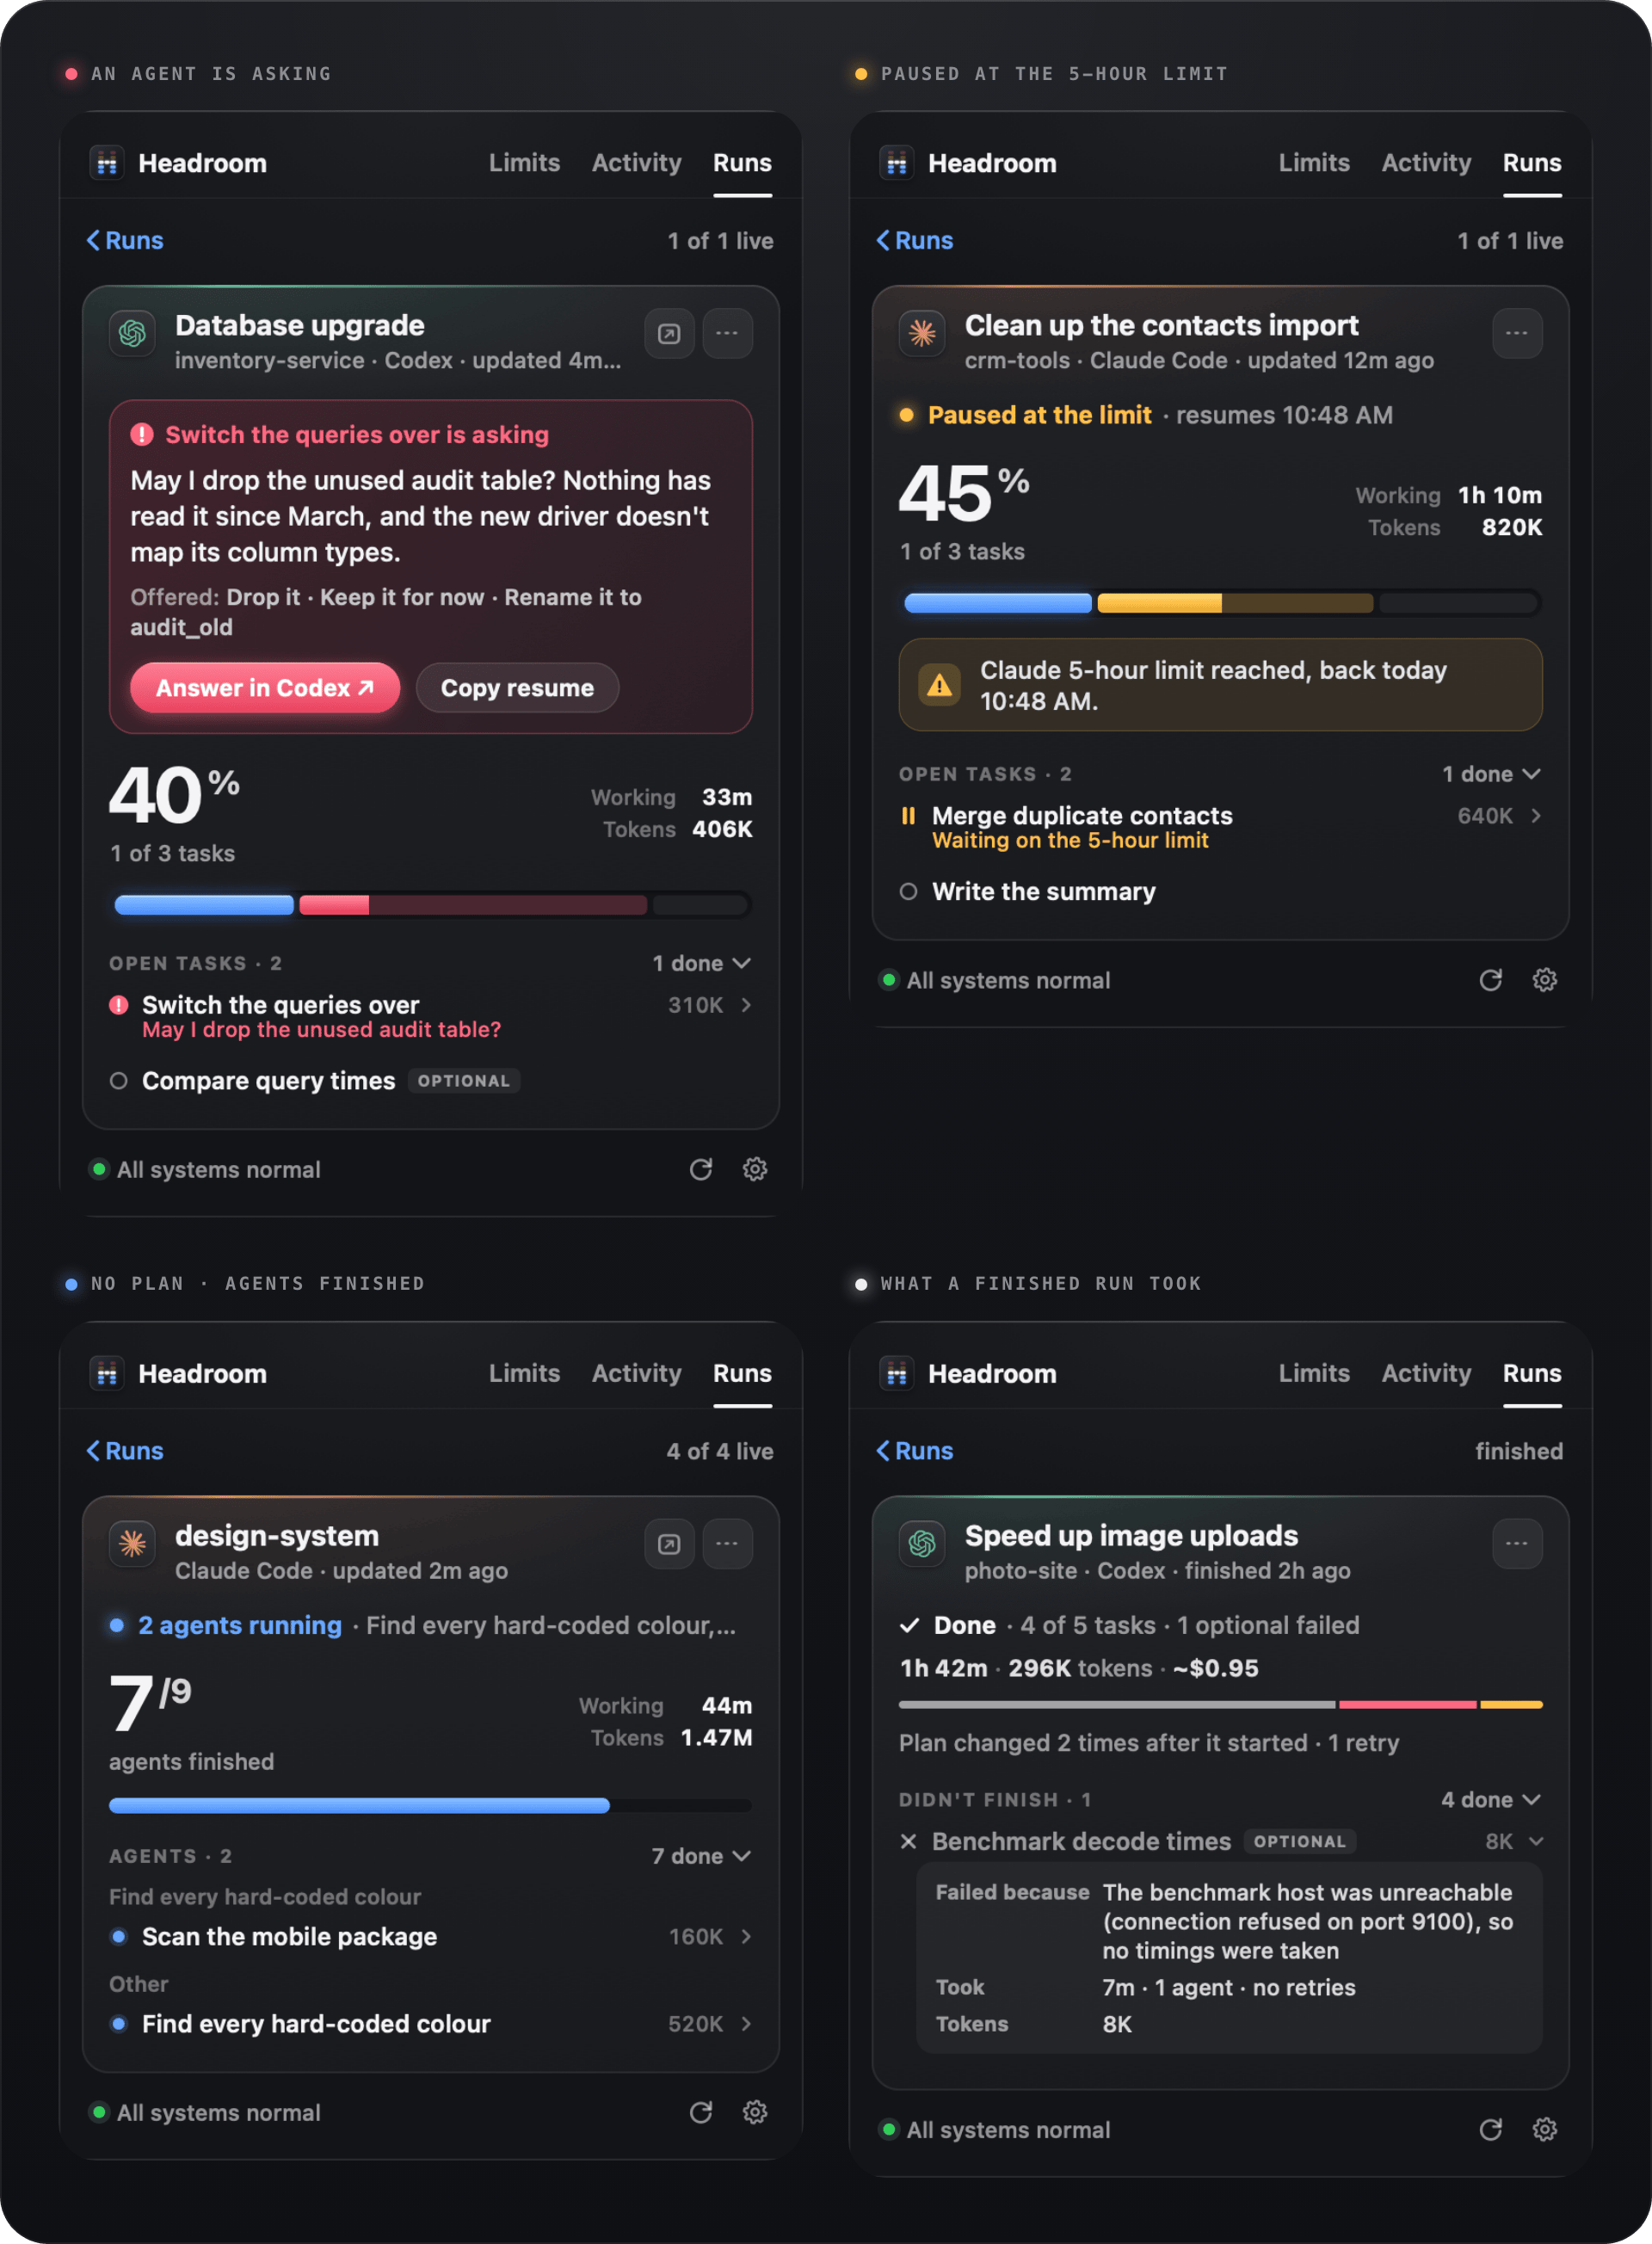 AN AGENT IS ASKING
Headroom
Limits Activity Runs
Runs
1 of 1 live
Database upgrade
inventory-service · Codex · updated 4m...
Switch the queries over is asking
May I drop the unused audit table? Nothing has
read it since March, and the new driver doesn't
map its column types.
Offered: Drop it · Keep it for now · Rename it to
audit_old
Answer in Codex ↗
Copy resume
40%
1 of 3 tasks
Working 33m
Tokens 406K
OPEN TASKS · 2
1 done
Switch the queries over
310K
May I drop the unused audit table?
Compare query times OPTIONAL
All systems normal
PAUSED AT THE 5-HOUR LIMIT
Headroom
Limits Activity Runs
Runs
1 of 1 live
Clean up the contacts import
crm-tools · Claude Code · updated 12m ago
Paused at the limit · resumes 10:48 AM
45%
1 of 3 tasks
Working 1h 10m
Tokens 820K
Claude 5-hour limit reached, back today
10:48 AM.
OPEN TASKS · 2
1 done
Merge duplicate contacts
640K
Waiting on the 5-hour limit
Write the summary
All systems normal
NO PLAN · AGENTS FINISHED
Headroom
Limits Activity Runs
Runs
4 of 4 live
design-system
Claude Code · updated 2m ago
2 agents running · Find every hard-coded colour,...
7/9
agents finished
Working 44m
Tokens 1.47M
AGENTS · 2
7 done
Find every hard-coded colour
Scan the mobile package
160K
Other
Find every hard-coded colour
520K
All systems normal
WHAT A FINISHED RUN TOOK
Headroom
Limits Activity Runs
Runs
finished
Speed up image uploads
photo-site · Codex · finished 2h ago
Done · 4 of 5 tasks · 1 optional failed
1h 42m · 296K tokens · ~$0.95
Plan changed 2 times after it started · 1 retry
DIDN'T FINISH · 1
4 done
Benchmark decode times OPTIONAL
8K
Failed because The benchmark host was unreachable
(connection refused on port 9100), so
no timings were taken
Took 7m · 1 agent · no retries
Tokens 8K
All systems normal